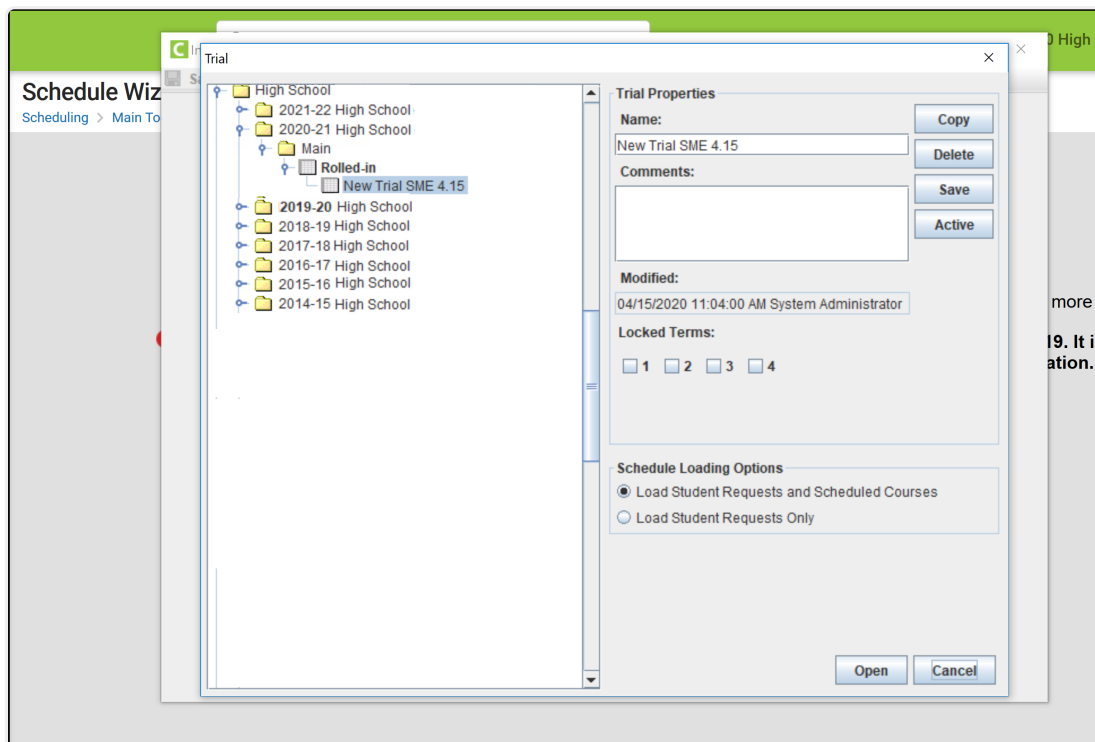 High
Schedule Wiz
Scheduling > Main To
Trial
High School
2021-22 High School
2020-21 High School
Main
Rolled-in
New Trial SME 4.15
2019-20 High School
2018-19 High School
2017-18 High School
2016-17 High School
2015-16 High School
2014-15 High School
Trial Properties
Name:
New Trial SME 4.15
Comments:
Modified:
04/15/2020 11:04:00 AM System Administrator
Locked Terms:
1 2 3 4
Copy
Delete
Save
Active
Schedule Loading Options
Load Student Requests and Scheduled Courses
Load Student Requests Only
Open Cancel
more
19. It i
ation.